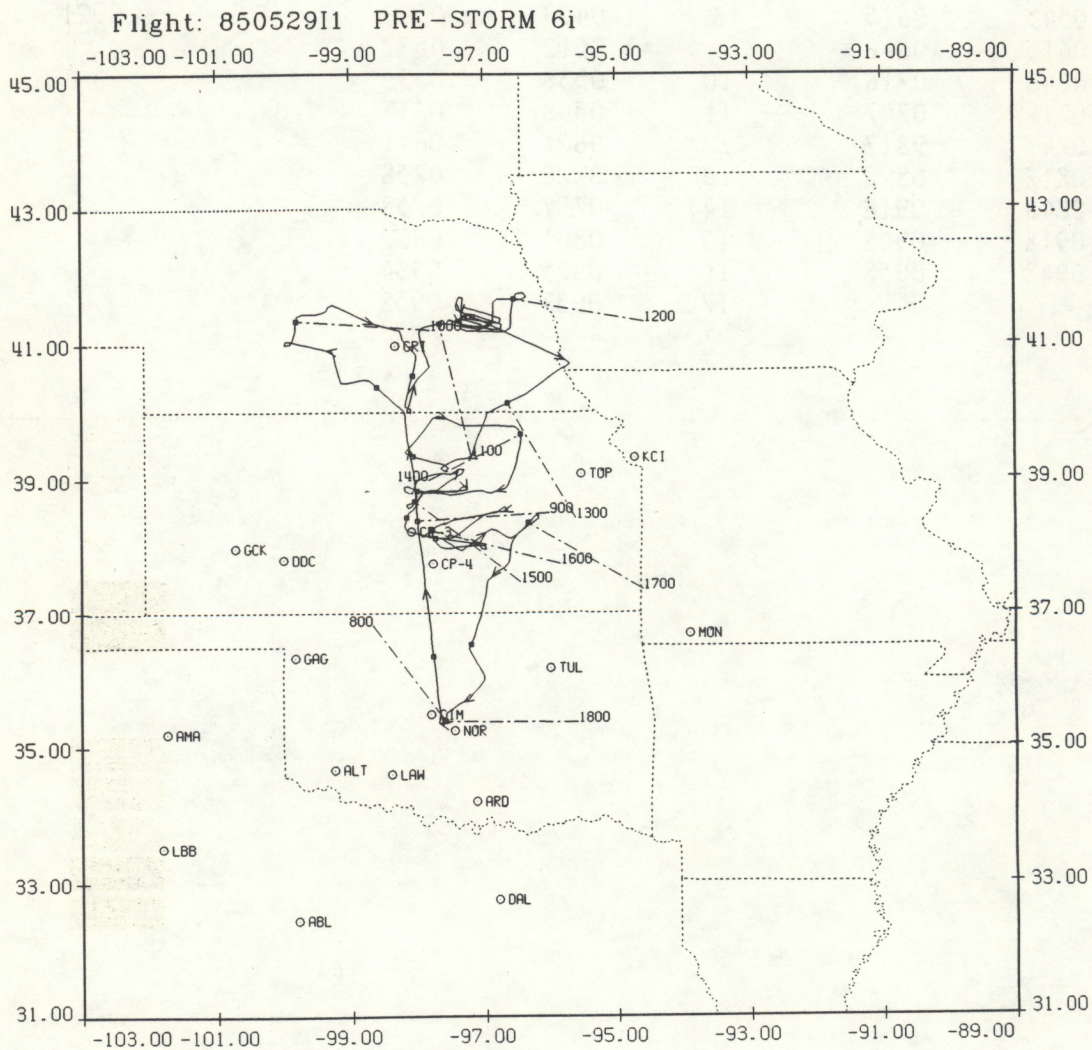 Flight: 850529I1 PRE-STORM 6i
-103.00 -101.00 -99.00 -97.00 -95.00 -93.00 -91.00 -89.00
45.00 45.00
43.00 43.00
1200
1000
GRI
41.00 41.00
100
KCI
TOP
1400
39.00 39.00
900 1300
GCK
DDC
CP-4
1600
1500
1700
37.00 37.00
800
MON
GAG
TUL
CIM
1800
NOR
AMA
35.00 35.00
ALT
LAW
ARD
LBB
33.00 33.00
DAL
ABL
31.00 31.00
-103.00 -101.00 -99.00 -97.00 -95.00 -93.00 -91.00 -89.00